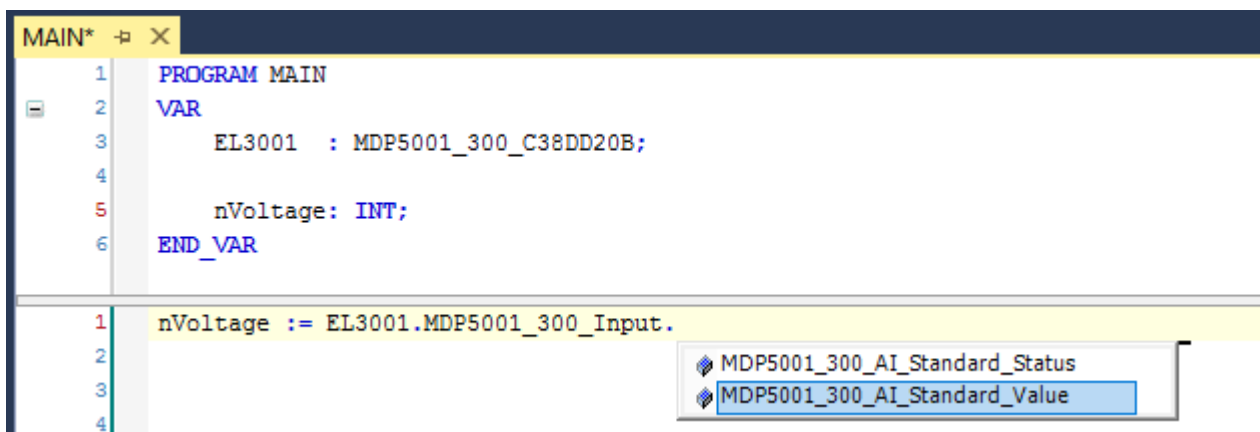 MAIN*
1 PROGRAM MAIN
2 VAR
3 EL3001 : MDP5001_300_C38DD20B;
4
5 nVoltage: INT;
6 END_VAR
1 nVoltage := EL3001.MDP5001_300_Input.
2 MDP5001_300_AI_Standard_Status
3 MDP5001_300_AI_Standard_Value
4